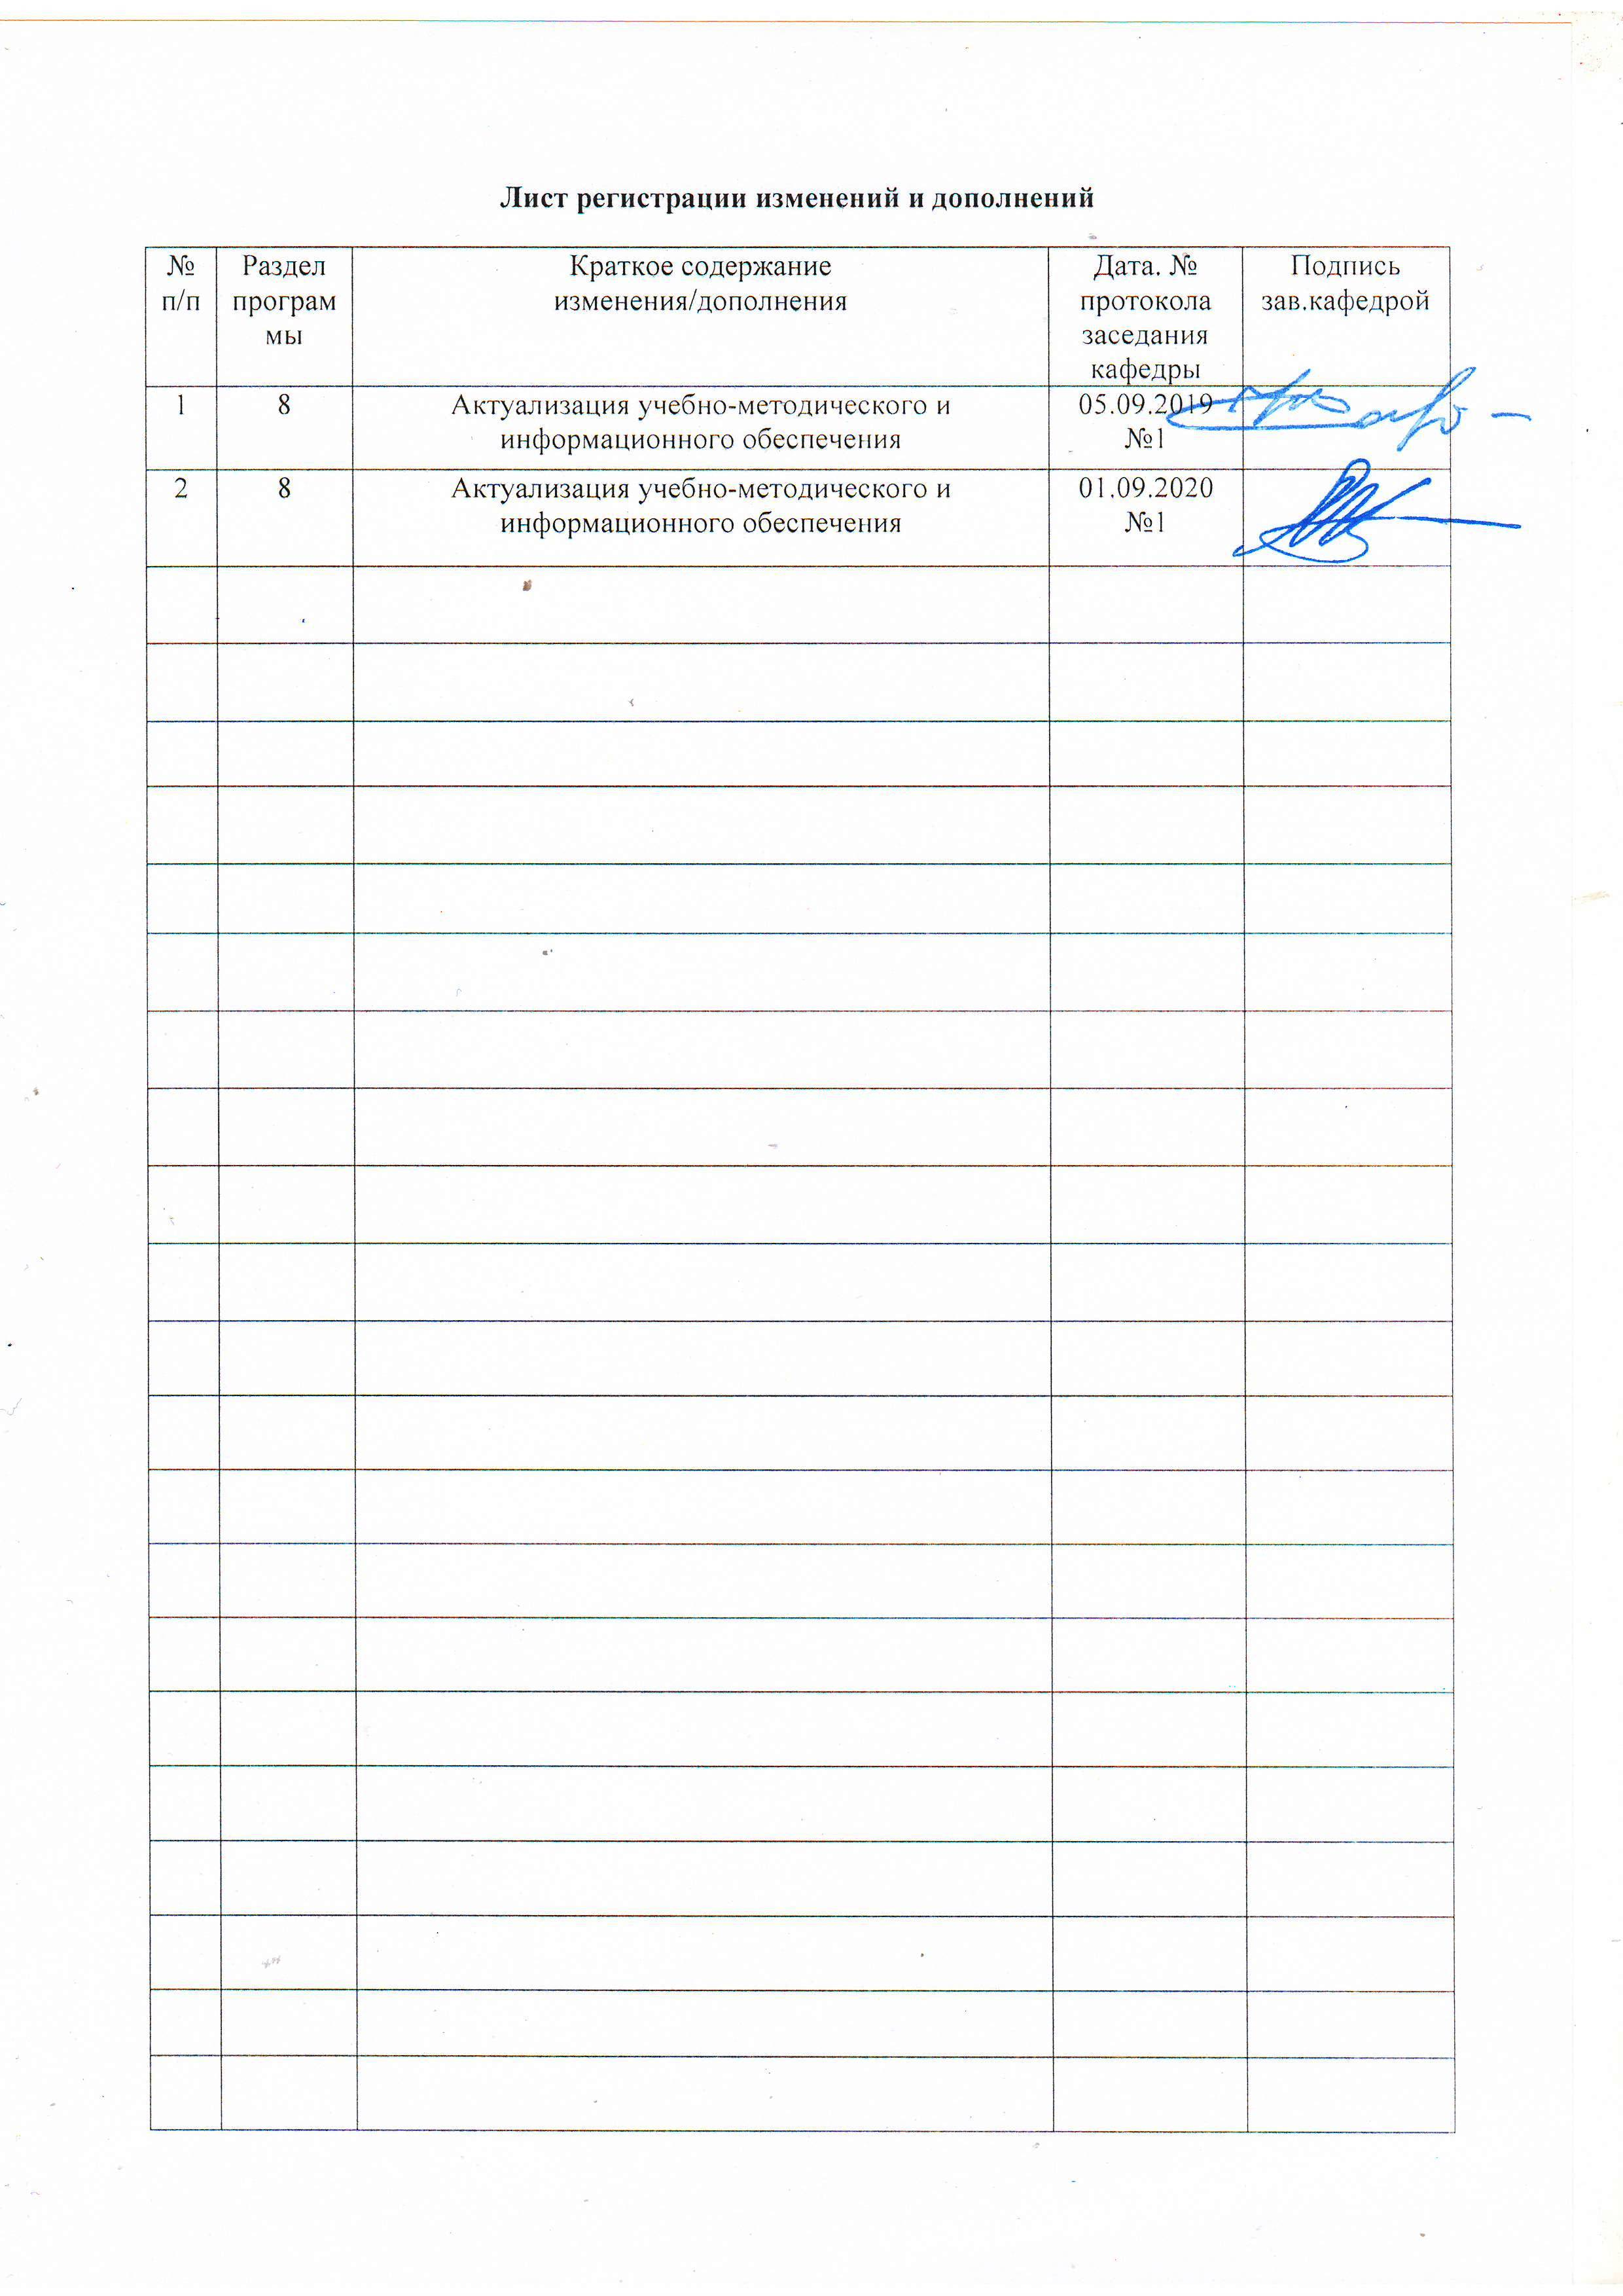 Лист регистрации изменений и дополнений
№ п/п
Раздел програм мы
Краткое содержание изменения/дополнения
Дата. № протокола заседания кафедры
Подпись зав.кафедрой
1
8
Актуализация учебно-методического и
информационного обеспечения
05.09.2019
№1
2
8
Актуализация учебно-методического и
информационного обеспечения
01.09.2020
№1